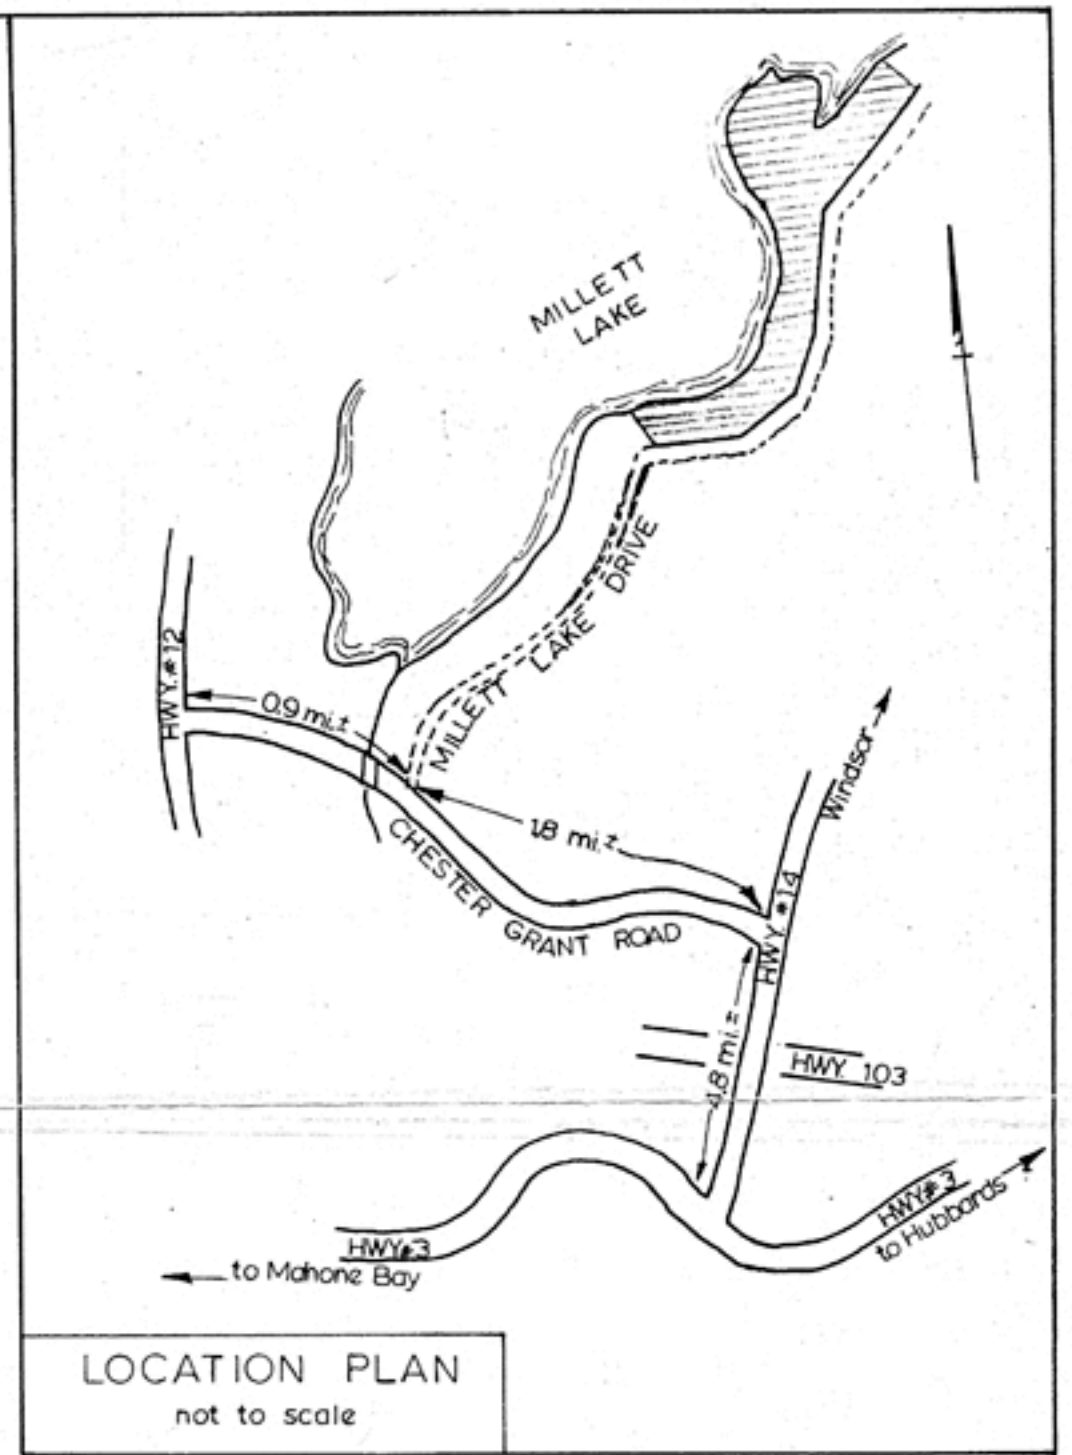 MILLETT
LAKE
MILLETT LAKE DRIVE
HWY. #12
0.9 mi.±
1.8 mi.±
Windsor
CHESTER GRANT ROAD
HWY. #14
4.8 mi.±
HWY. 103
HWY#3
to Mahone Bay
HWY#3
to Hubbards
LOCATION PLAN
not to scale